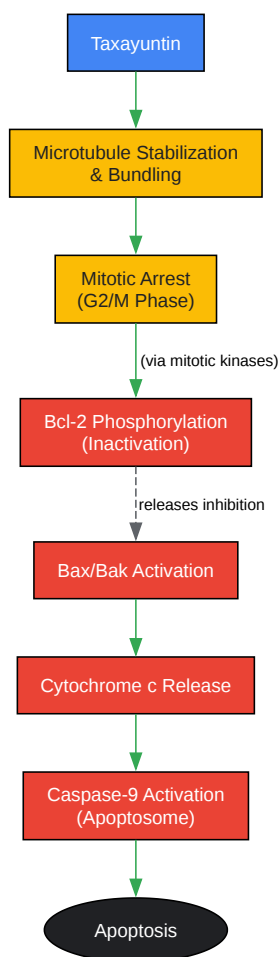 Taxayuntin
Microtubule Stabilization
& Bundling
Mitotic Arrest
(G2/M Phase)
(via mitotic kinases)
Bcl-2 Phosphorylation
(Inactivation)
releases inhibition
Bax/Bak Activation
Cytochrome c Release
Caspase-9 Activation
(Apoptosome)
Apoptosis